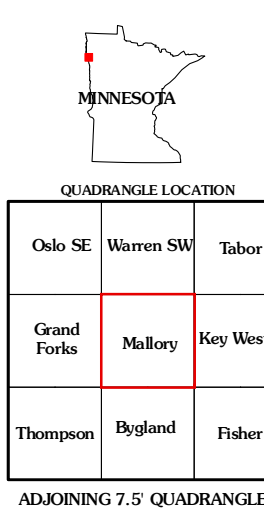 MINNESOTA
QUADRANGLE LOCATION
Oslo SE Warren SW Tabor
Grand Forks Mallory Key Wes
Thompson Bygland Fisher
ADJOINING 7.5' QUADRANGLE